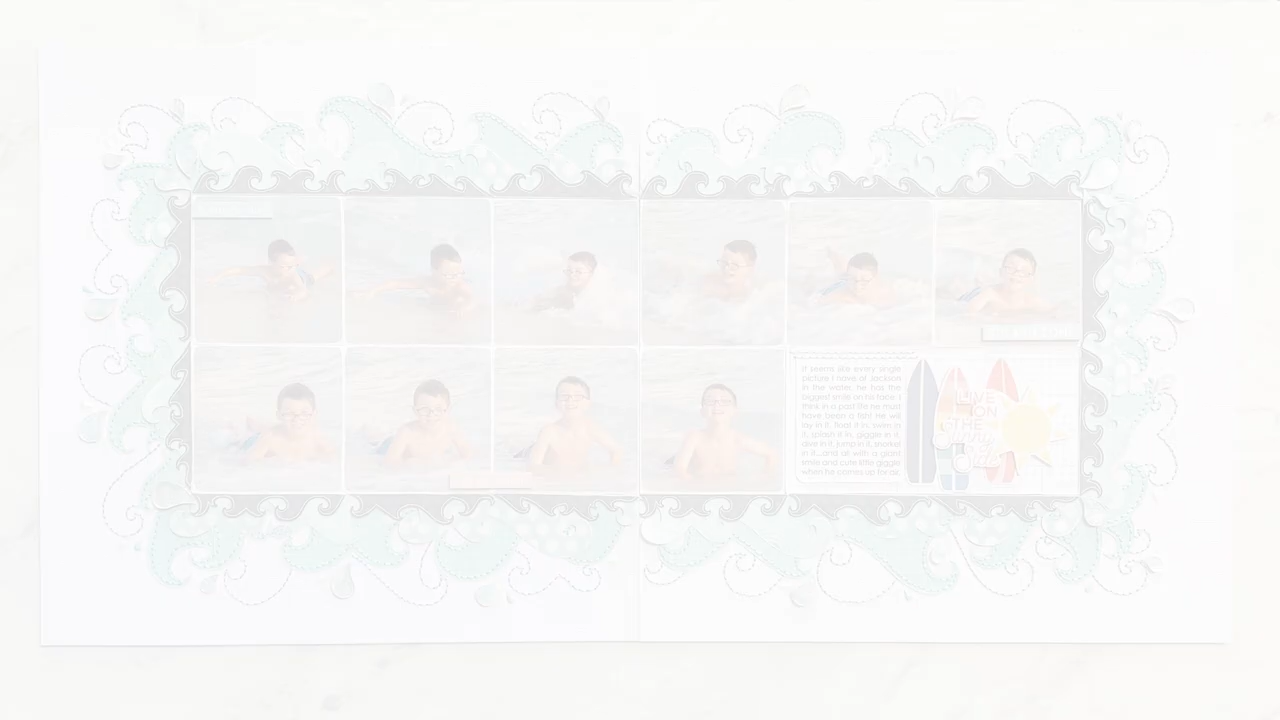 it seems like every single
picture I have of Jackson
in the water, he has the
biggest smile on his face. I
think in a past life he must
have been a fish! He will
lay in it, float it in, swim in
it, splash it in, giggle in it,
dive in it, jump in it, snorkel
in it...and all with a giant
smile and cute little giggle
when he comes up for air.
LIVE
ON
THE
Sunny
Side